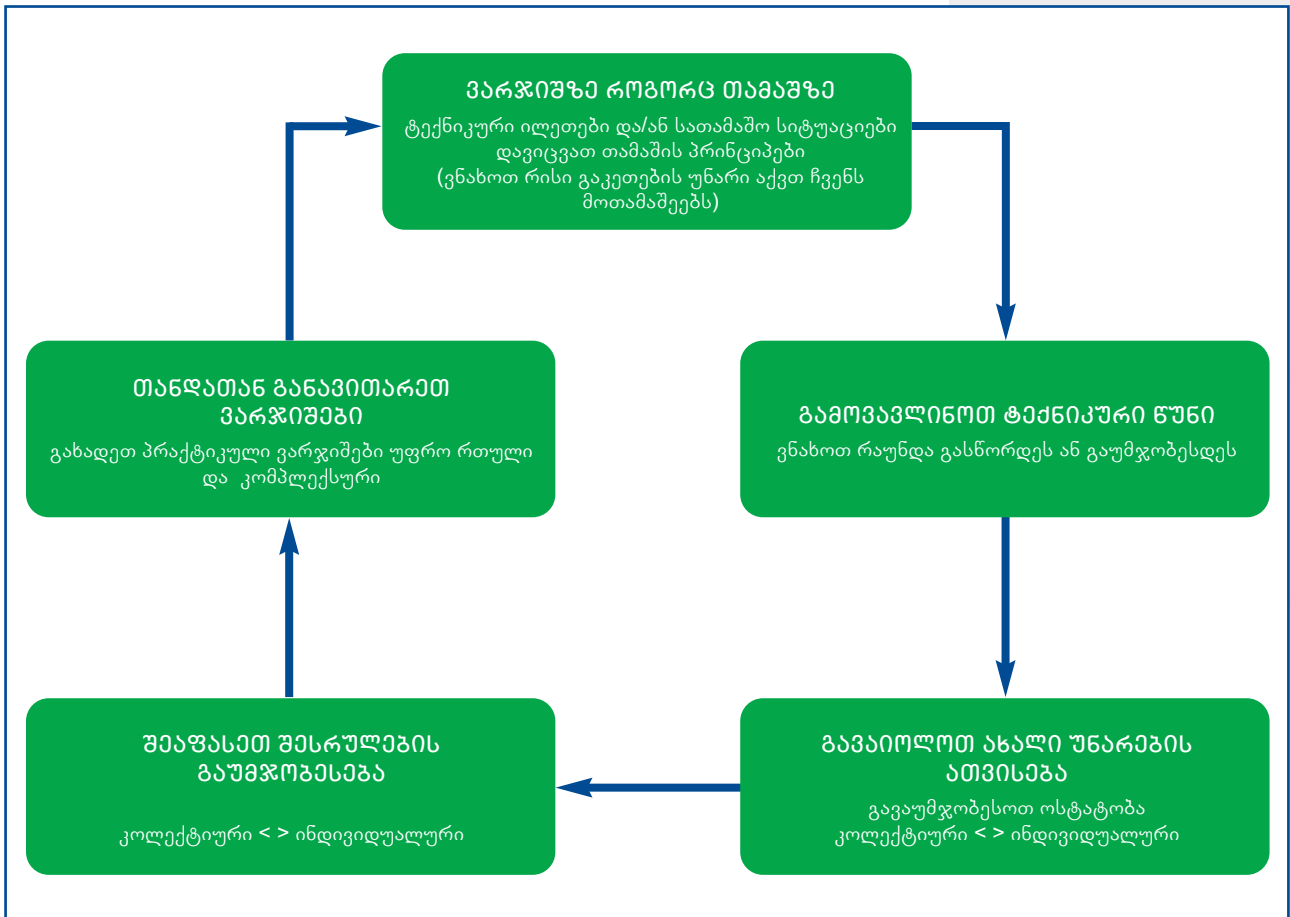 ვარჯიშზე როგორც თამაშზე
ტექნიკური ილეთები და/ან სათამაშო სიტუაციები
დავიცვათ თამაშის პრინციპები
(ვნახოთ რისი გაკეთების უნარი აქვთ ჩვენს
მოთამაშეებს)
თანდათან განავითარეთ
ვარჯიშები
გახადეთ პრაქტიკული ვარჯიშები უფრო რთული
და კომპლექსური
გამოვავლინოთ ტექნიკური წუნი
ვნახოთ რაუნდა გასწორდეს ან გაუმჯობესდეს
შეაფასეთ შესრულების
გაუმჯობესება
კოლექტიური < > ინდივიდუალური
გავაიოლოთ ახალი უნარების
ათვისება
გავაუმჯობესოთ ოსტატობა
კოლექტიური < > ინდივიდუალური